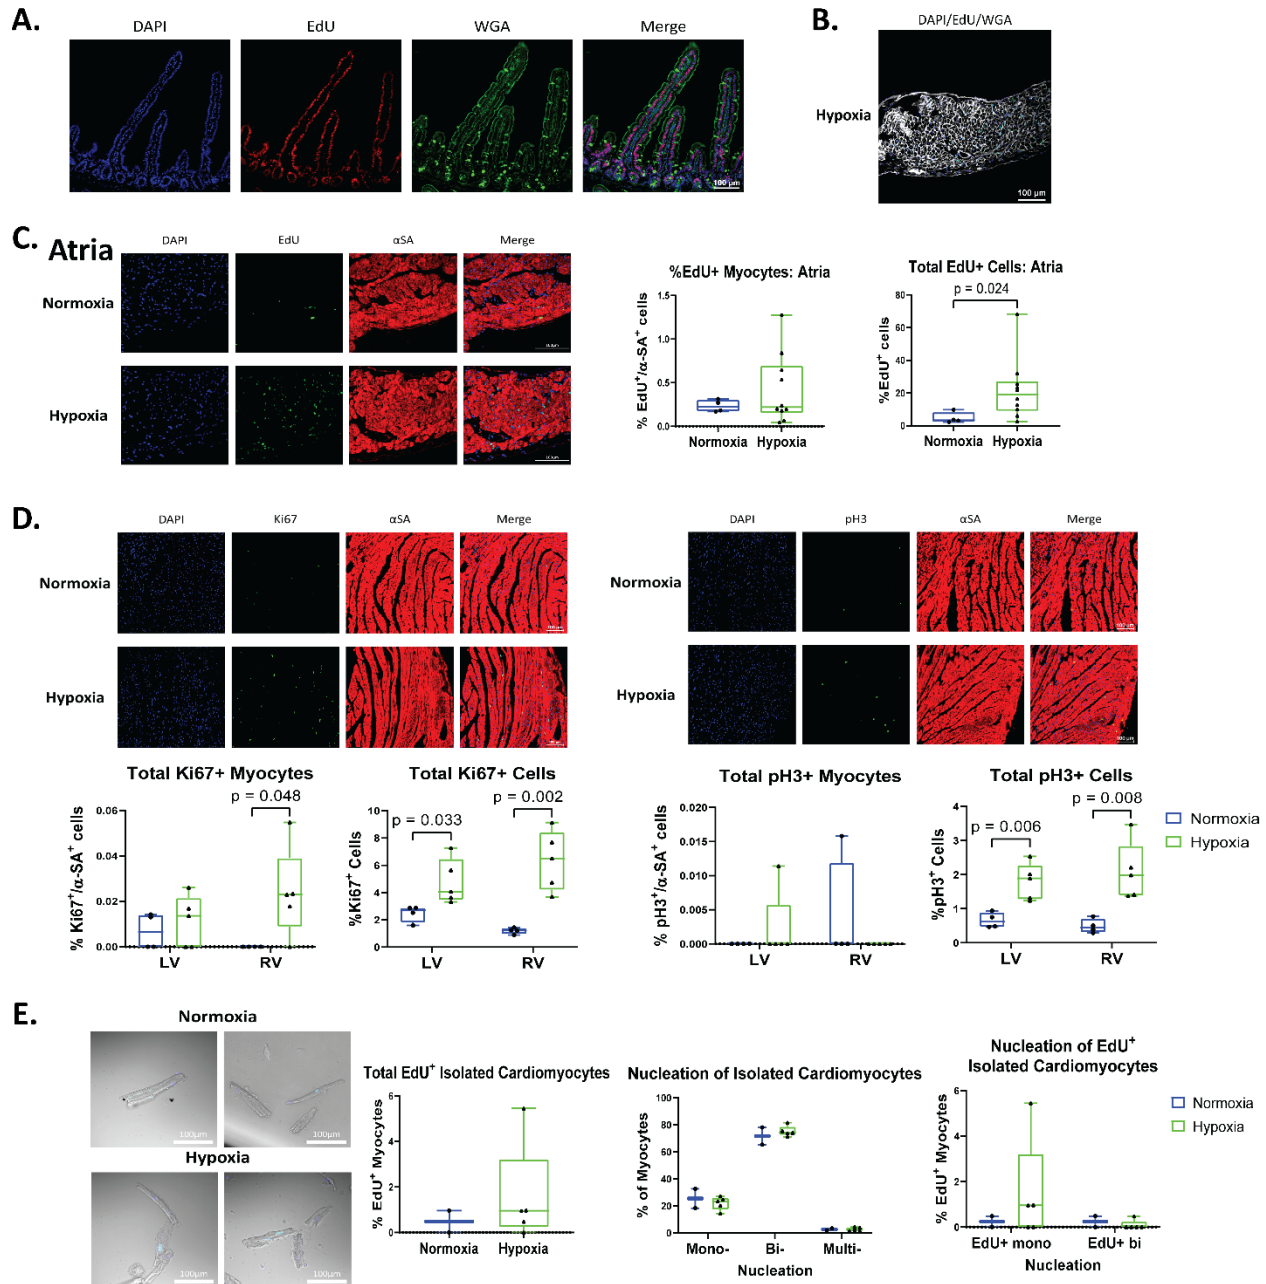 A.
DAPI EdU WGA Merge
100 μm
B.
DAPI/EdU/WGA
Hypoxia
100 μm
C. Atria
DAPI EdU αSA Merge
Normoxia
Hypoxia
%EdU+ Myocytes: Atria
% EdU⁺/α-SA⁺ cells
1.5
1.0
0.5
0.0
Normoxia Hypoxia
Total EdU+ Cells: Atria
p = 0.024
%EdU⁺ cells
80
60
40
20
0
Normoxia Hypoxia
D.
DAPI Ki67 αSA Merge
Normoxia
Hypoxia
DAPI pH3 αSA Merge
Normoxia
100 μm
Hypoxia
100 μm
Total Ki67+ Myocytes
p = 0.048
% Ki67⁺/α-SA⁺ cells
0.06
0.04
0.02
0.00
LV RV
Total Ki67+ Cells
p = 0.033
p = 0.002
%Ki67⁺ Cells
10
8
6
4
2
0
LV RV
Total pH3+ Myocytes
% pH3⁺/α-SA⁺ cells
0.020
0.015
0.010
0.005
0.000
LV RV
Total pH3+ Cells
p = 0.006
p = 0.008
%pH3⁺ Cells
4
3
2
1
0
LV RV
Normoxia
Hypoxia
E.
Normoxia
100μm 100μm
Hypoxia
100μm 100μm
Total EdU⁺ Isolated Cardiomyocytes
% EdU⁺ Myocytes
6
4
2
0
Normoxia Hypoxia
Nucleation of Isolated Cardiomyocytes
% of Myocytes
100
80
60
40
20
0
Mono- Bi- Multi-
Nucleation
Nucleation of EdU⁺
Isolated Cardiomyocytes
% EdU⁺ Myocytes
6
4
2
0
EdU+ mono EdU+ bi
Nucleation
Normoxia
Hypoxia